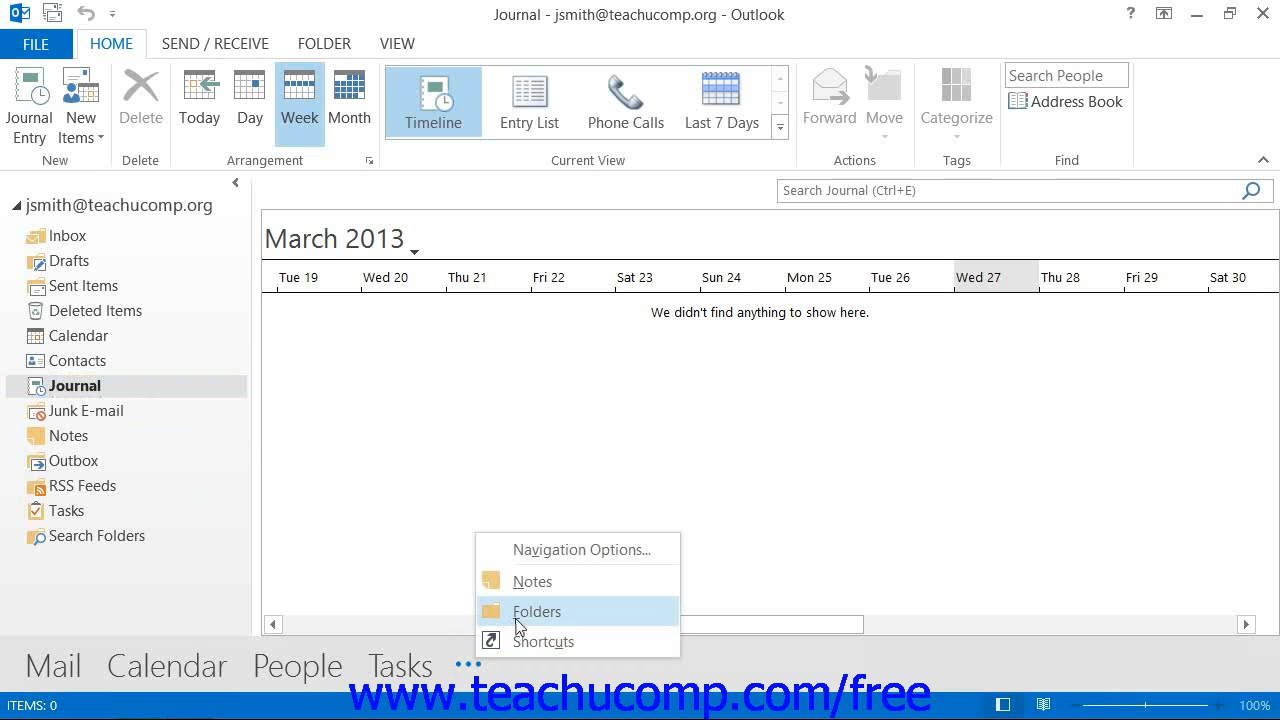 Journal - jsmith@teachucomp.org - Outlook
?
FILE HOME SEND / RECEIVE FOLDER VIEW
Journal Entry
New Items
Delete
Today
Day
Week
Month
Timeline
Entry List
Phone Calls
Last 7 Days
Forward
Move
Categorize
Search People
Address Book
New
Delete
Arrangement
Current View
Actions
Tags
Find
Search Journal (Ctrl+E)
jsmith@teachucomp.org
Inbox
Drafts
Sent Items
Deleted Items
Calendar
Contacts
Journal
Junk E-mail
Notes
Outbox
RSS Feeds
Tasks
Search Folders
March 2013
Tue 19 Wed 20 Thu 21 Fri 22 Sat 23 Sun 24 Mon 25 Tue 26 Wed 27 Thu 28 Fri 29 Sat 30
We didn't find anything to show here.
Navigation Options...
Notes
Folders
Shortcuts
Mail Calendar People Tasks ...
www.teachucomp.com/free
ITEMS: 0
100%